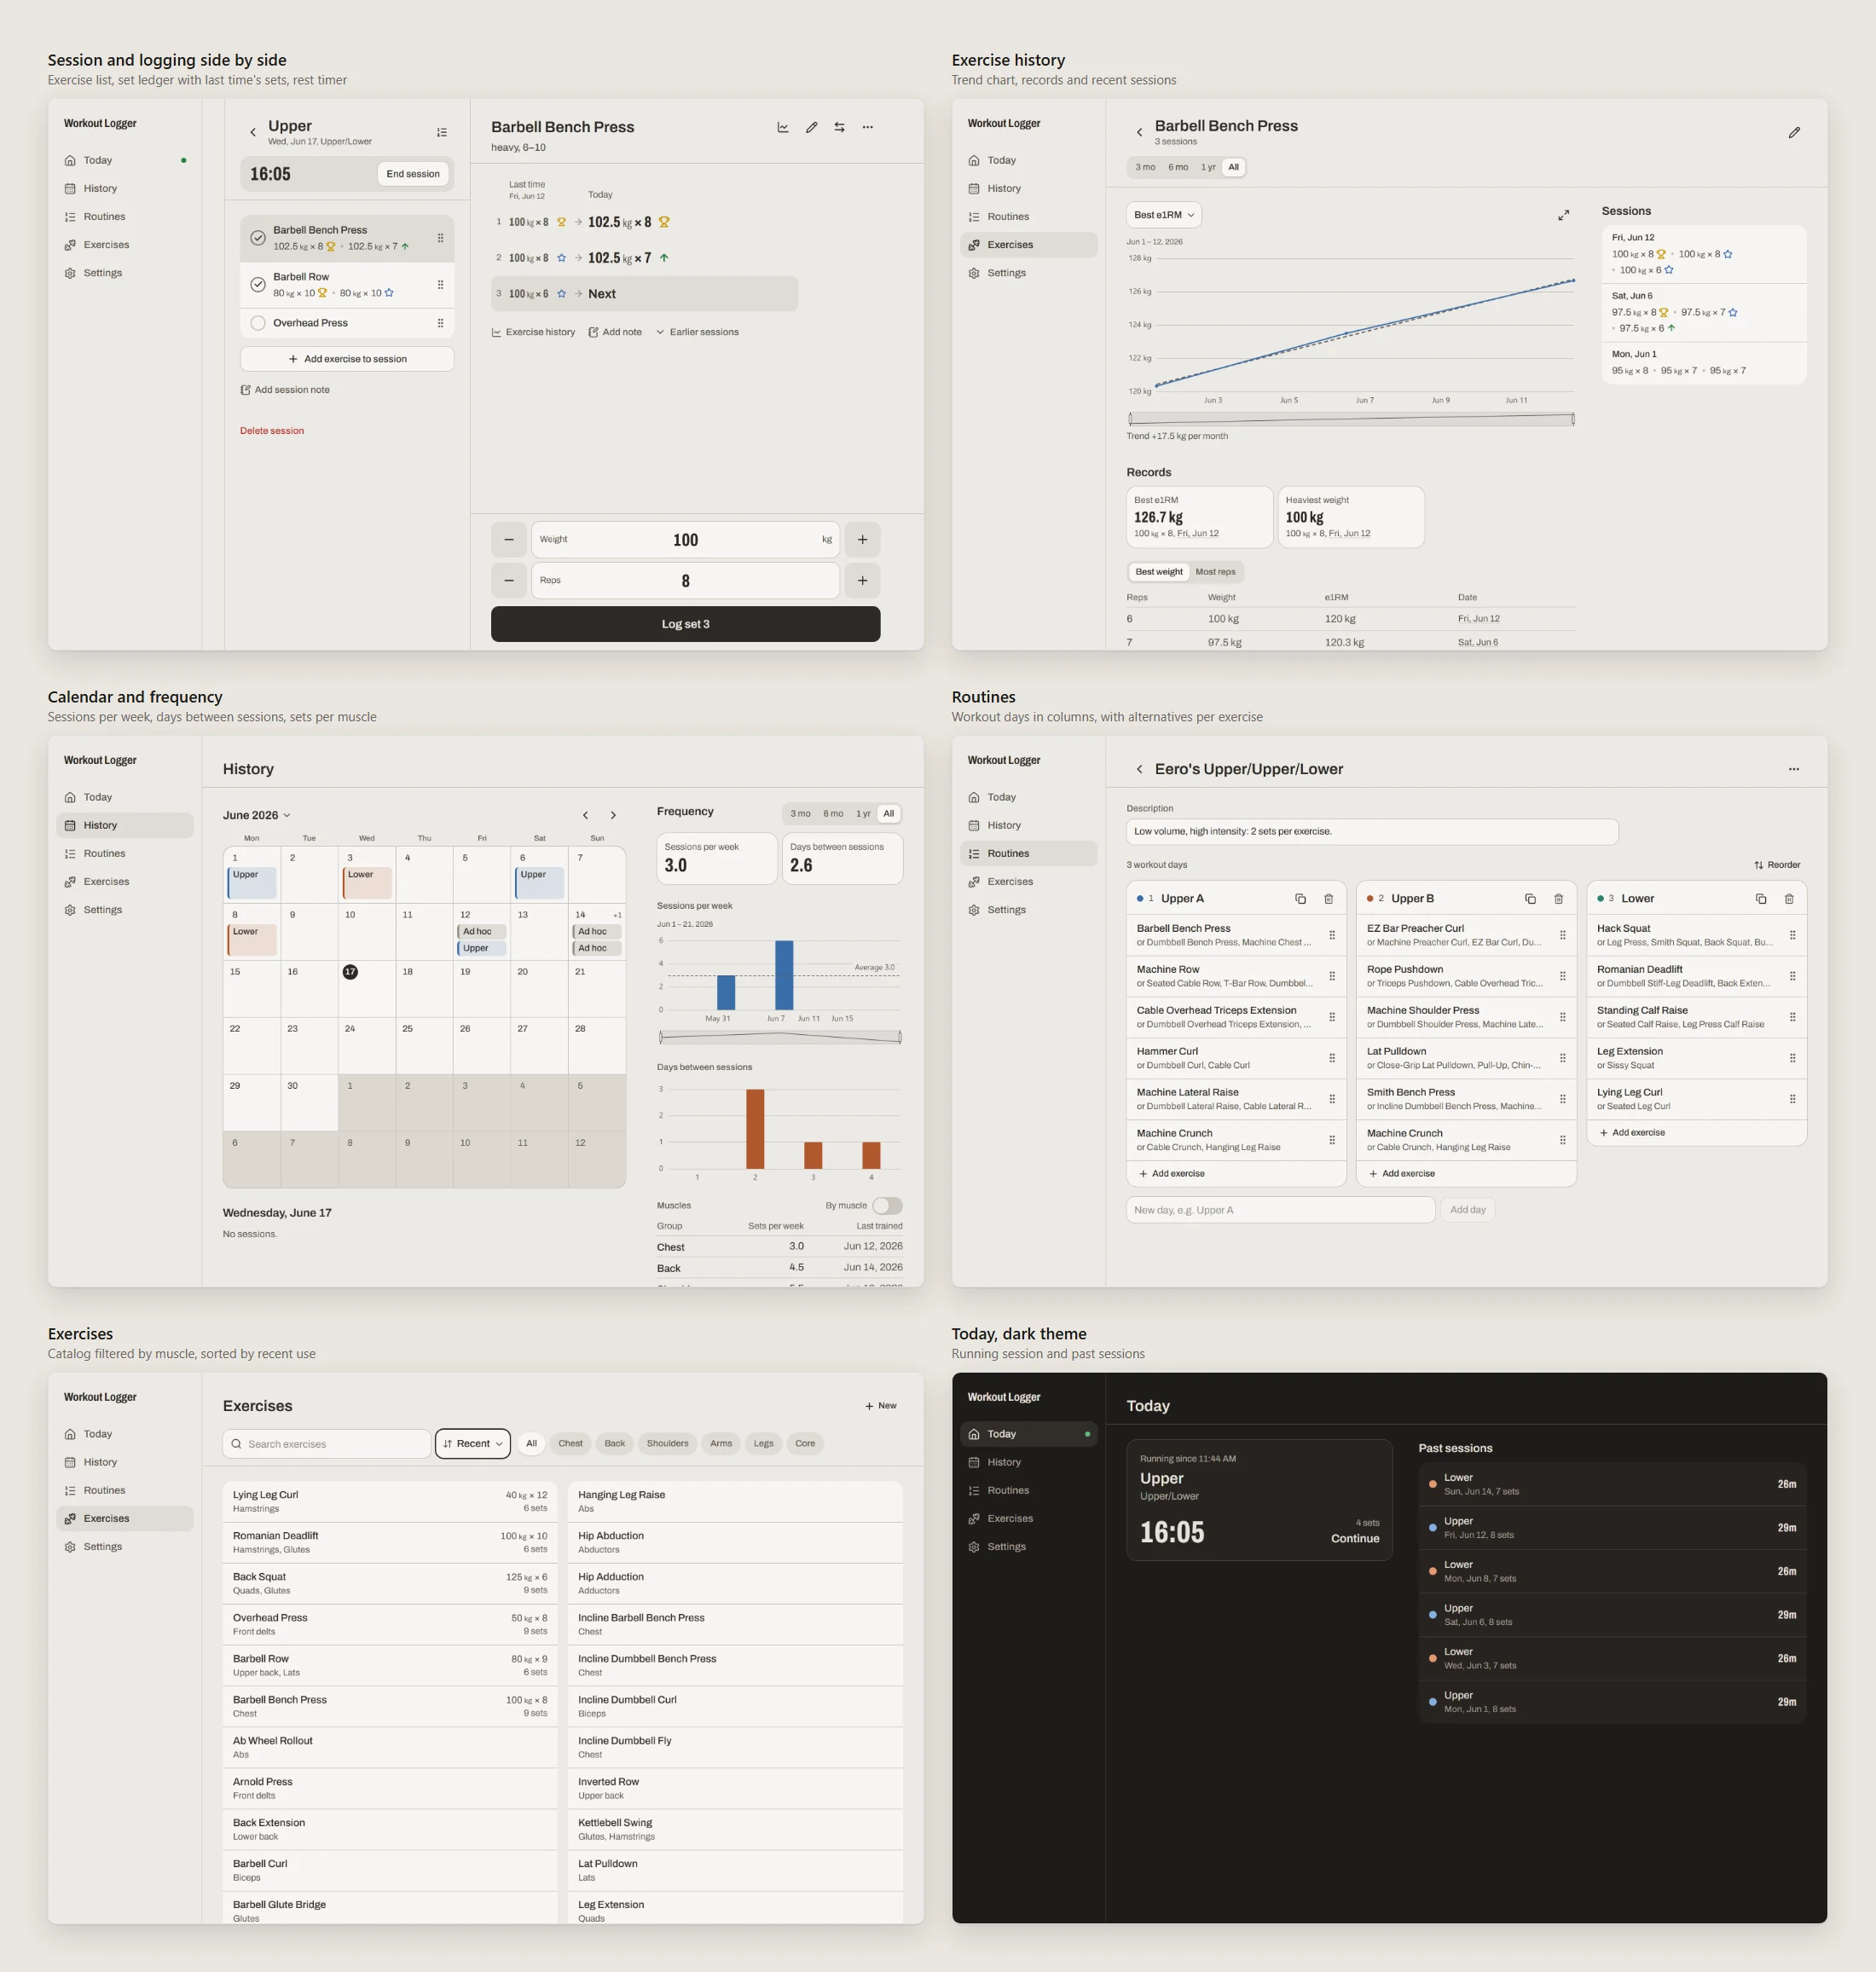 Session and logging side by side
Exercise list, set ledger with last time's sets, rest timer
Workout Logger
Today
History
Routines
Exercises
Settings
Upper
Wed, Jun 17, Upper/Lower
16:05
End session
Barbell Bench Press
102.5 kg × 8 • 102.5 kg × 7
Barbell Row
80 kg × 10 • 80 kg × 10
Overhead Press
+ Add exercise to session
Add session note
Delete session
Barbell Bench Press
heavy, 6–10
Last time
Fri, Jun 12
Today
1 100 kg × 8 → 102.5 kg × 8
2 100 kg × 8 → 102.5 kg × 7
3 100 kg × 6 → Next
Exercise history
Add note
Earlier sessions
− Weight 100 kg +
− Reps 8 +
Log set 3
Exercise history
Trend chart, records and recent sessions
Workout Logger
Today
History
Routines
Exercises
Settings
Barbell Bench Press
3 sessions
3 mo 6 mo 1 yr All
Best e1RM
Jun 1 – 12, 2026
128 kg
126 kg
124 kg
122 kg
120 kg
Jun 3 Jun 5 Jun 7 Jun 9 Jun 11
Trend +17.5 kg per month
Sessions
Fri, Jun 12
100 kg × 8 • 100 kg × 8
• 100 kg × 6
Sat, Jun 6
97.5 kg × 8 • 97.5 kg × 7
• 97.5 kg × 6
Mon, Jun 1
95 kg × 8 • 95 kg × 7 • 95 kg × 7
Records
Best e1RM
126.7 kg
100 kg × 8, Fri, Jun 12
Heaviest weight
100 kg
100 kg × 8, Fri, Jun 12
Best weight Most reps
Reps Weight e1RM Date
6 100 kg 120 kg Fri, Jun 12
7 97.5 kg 120.3 kg Sat, Jun 6
Calendar and frequency
Sessions per week, days between sessions, sets per muscle
Workout Logger
Today
History
Routines
Exercises
Settings
History
June 2026
Mon Tue Wed Thu Fri Sat Sun
1 2 3 4 5 6 7
Upper Lower Upper
8 9 10 11 12 13 14 +1
Lower Ad hoc Ad hoc
Upper Ad hoc
15 16 17 18 19 20 21
22 23 24 25 26 27 28
29 30 1 2 3 4 5
6 7 8 9 10 11 12
Wednesday, June 17
No sessions.
Frequency
3 mo 6 mo 1 yr All
Sessions per week
3.0
Days between sessions
2.6
Sessions per week
Jun 1 – 21, 2026
6
4
2
0
Average 3.0
May 31 Jun 7 Jun 11 Jun 15
Days between sessions
3
2
1
0
1 2 3 4
Muscles
By muscle
Group Sets per week Last trained
Chest 3.0 Jun 12, 2026
Back 4.5 Jun 14, 2026
Routines
Workout days in columns, with alternatives per exercise
Workout Logger
Today
History
Routines
Exercises
Settings
Eero's Upper/Upper/Lower
Description
Low volume, high intensity: 2 sets per exercise.
3 workout days
Reorder
1 Upper A
Barbell Bench Press
or Dumbbell Bench Press, Machine Chest ...
Machine Row
or Seated Cable Row, T-Bar Row, Dumbbel...
Cable Overhead Triceps Extension
or Dumbbell Overhead Triceps Extension, ...
Hammer Curl
or Dumbbell Curl, Cable Curl
Machine Lateral Raise
or Dumbbell Lateral Raise, Cable Lateral R...
Machine Crunch
or Cable Crunch, Hanging Leg Raise
+ Add exercise
2 Upper B
EZ Bar Preacher Curl
or Machine Preacher Curl, EZ Bar Curl, Du...
Rope Pushdown
or Triceps Pushdown, Cable Overhead Tric...
Machine Shoulder Press
or Dumbbell Shoulder Press, Machine Late...
Lat Pulldown
or Close-Grip Lat Pulldown, Pull-Up, Chin-...
Smith Bench Press
or Incline Dumbbell Bench Press, Machine...
Machine Crunch
or Cable Crunch, Hanging Leg Raise
+ Add exercise
3 Lower
Hack Squat
or Leg Press, Smith Squat, Back Squat, Bu...
Romanian Deadlift
or Dumbbell Stiff-Leg Deadlift, Back Exten...
Standing Calf Raise
or Seated Calf Raise, Leg Press Calf Raise
Leg Extension
or Sissy Squat
Lying Leg Curl
or Seated Leg Curl
+ Add exercise
New day, e.g. Upper A
Add day
Exercises
Catalog filtered by muscle, sorted by recent use
Workout Logger
Today
History
Routines
Exercises
Settings
Exercises
+ New
Search exercises
Recent
All Chest Back Shoulders Arms Legs Core
Lying Leg Curl 40 kg × 12
Hamstrings 6 sets
Romanian Deadlift 100 kg × 10
Hamstrings, Glutes 6 sets
Back Squat 125 kg × 6
Quads, Glutes 9 sets
Overhead Press 50 kg × 8
Front delts 9 sets
Barbell Row 80 kg × 9
Upper back, Lats 6 sets
Barbell Bench Press 100 kg × 8
Chest 9 sets
Ab Wheel Rollout
Abs
Arnold Press
Front delts
Back Extension
Lower back
Barbell Curl
Biceps
Barbell Glute Bridge
Glutes
Hanging Leg Raise
Abs
Hip Abduction
Abductors
Hip Adduction
Adductors
Incline Barbell Bench Press
Chest
Incline Dumbbell Bench Press
Chest
Incline Dumbbell Curl
Biceps
Incline Dumbbell Fly
Chest
Inverted Row
Upper back
Kettlebell Swing
Glutes, Hamstrings
Lat Pulldown
Lats
Leg Extension
Quads
Today, dark theme
Running session and past sessions
Workout Logger
Today
History
Routines
Exercises
Settings
Today
Running since 11:44 AM
Upper
Upper/Lower
16:05
4 sets
Continue
Past sessions
Lower
Sun, Jun 14, 7 sets
26m
Upper
Fri, Jun 12, 8 sets
29m
Lower
Mon, Jun 8, 7 sets
26m
Upper
Sat, Jun 6, 8 sets
29m
Lower
Wed, Jun 3, 7 sets
26m
Upper
Mon, Jun 1, 8 sets
29m